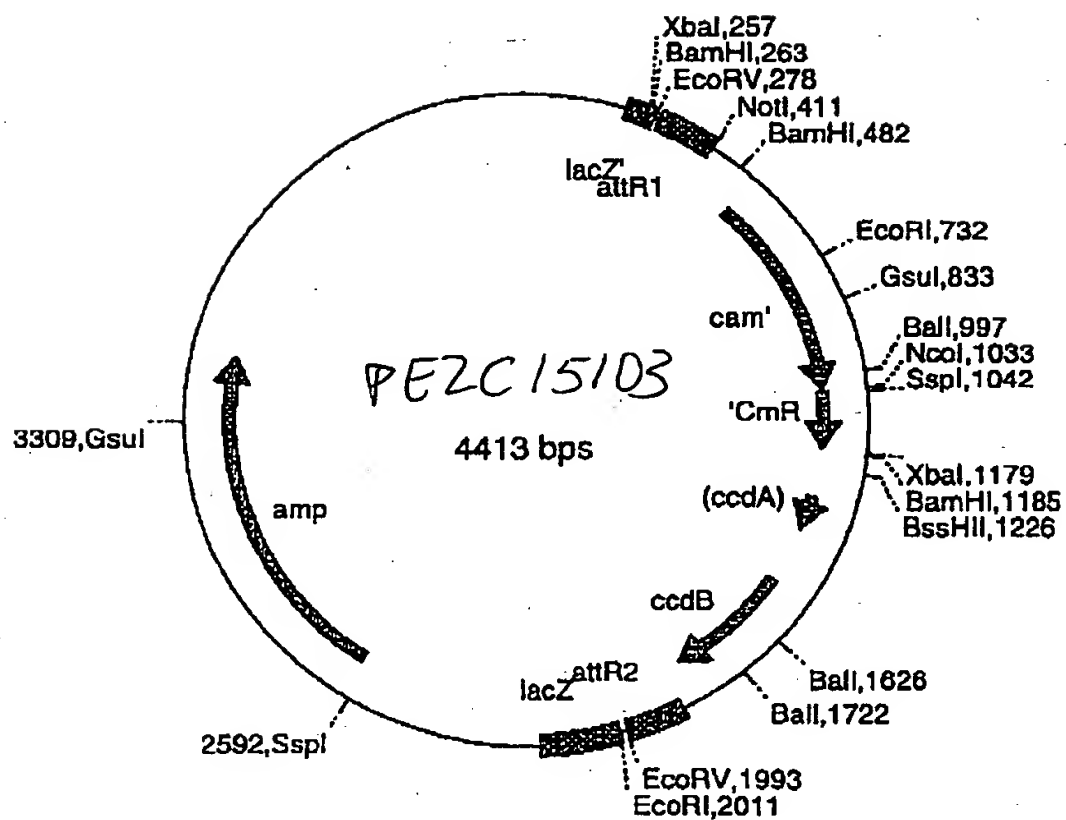 XbaI,257
BamHI,263
EcoRV,278
NotI,411
BamHI,482
lacZ'
attR1
EcoRI,732
GsuI,833
cam'
BalI,997
NcoI,1033
SspI,1042
pEZC15103
'CmR
4413 bps
3309,GsuI
XbaI,1179
BamHI,1185
BssHII,1226
(ccdA)
amp
ccdB
attR2
lacZ
BalI,1626
BalI,1722
2592,SspI
EcoRV,1993
EcoRI,2011